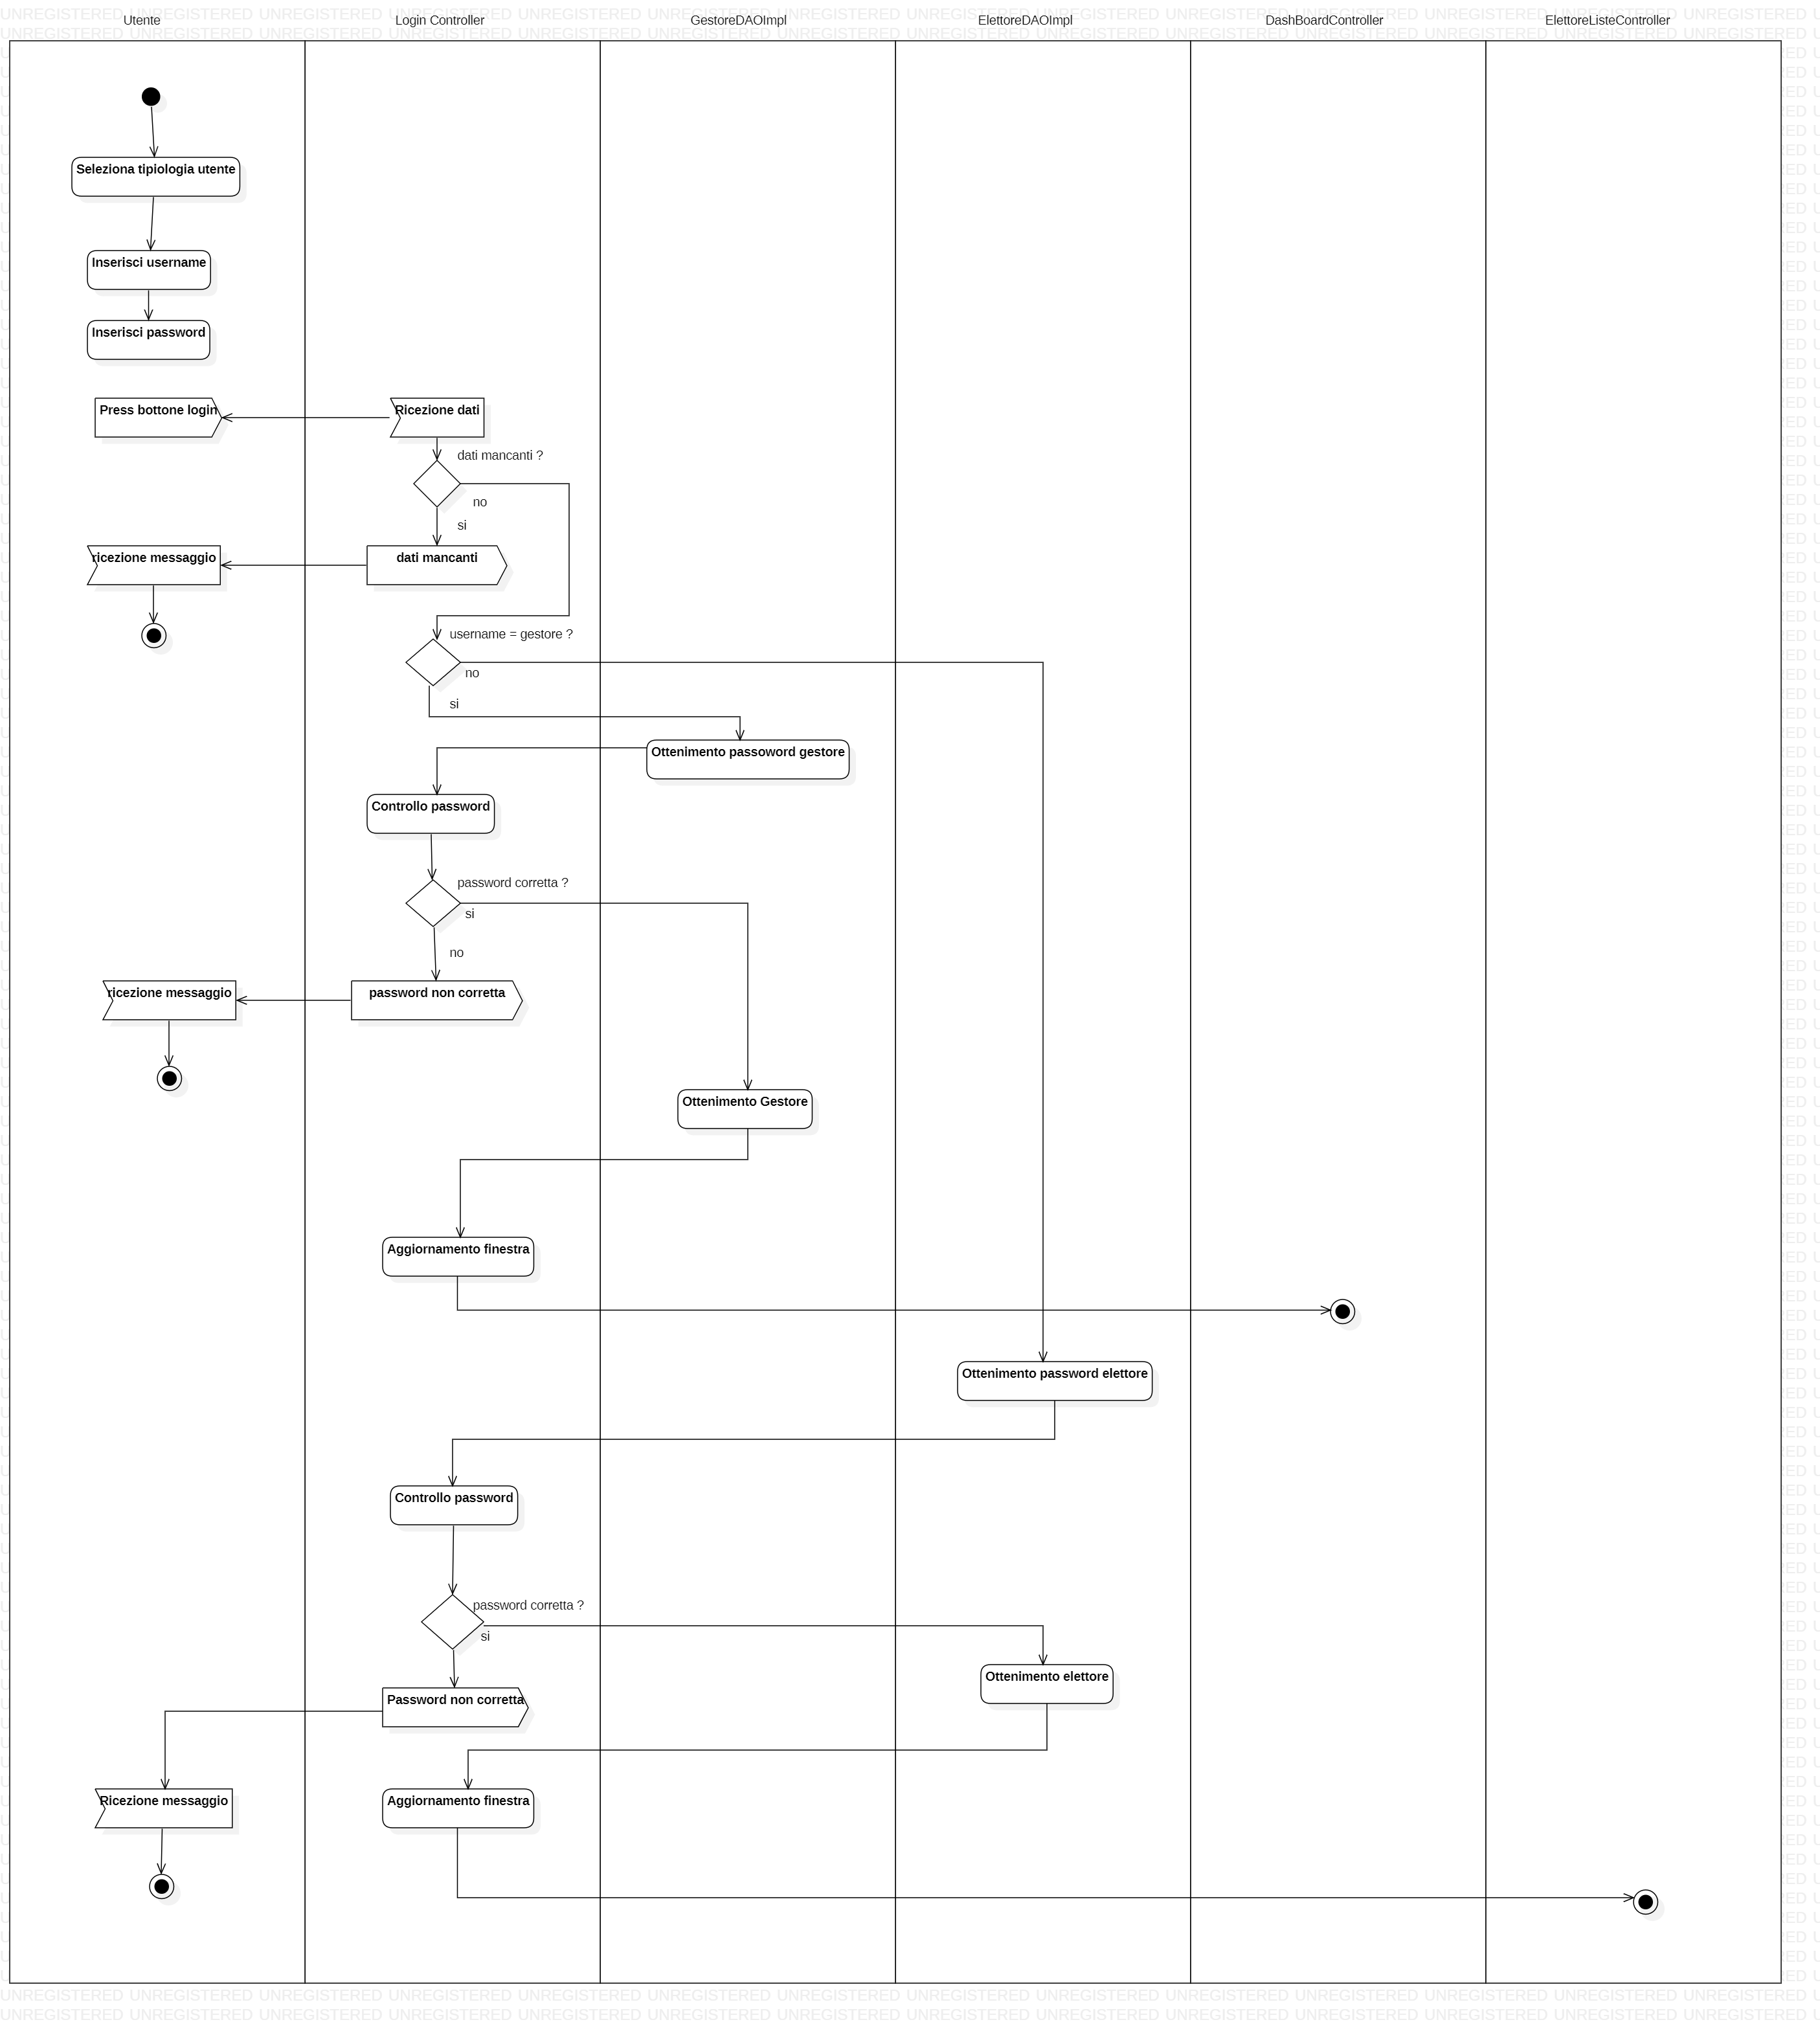 Utente
Login Controller
GestoreDAOImpl
ElettoreDAOImpl
DashBoardController
ElettoreListeController
Seleziona tipiologia utente
Inserisci username
Inserisci password
Press bottone login
Ricezione dati
dati mancanti ?
no
si
ricezione messaggio
dati mancanti
username = gestore ?
no
si
Ottenimento passoword gestore
Controllo password
password corretta ?
si
no
ricezione messaggio
password non corretta
Ottenimento Gestore
Aggiornamento finestra
Ottenimento password elettore
Controllo password
password corretta ?
si
Ottenimento elettore
Password non corretta
Ricezione messaggio
Aggiornamento finestra
UNREGISTERED UNREGISTERED UNREGISTERED UNREGISTERED UNREGISTERED UNREGISTERED UNREGISTERED UNREGISTERED UNREGISTERED UNREGISTERED UNREGISTERED UNREGISTERED UNREGISTERED UNREGISTERED
UNREGISTERED UNREGISTERED UNREGISTERED UNREGISTERED UNREGISTERED UNREGISTERED UNREGISTERED UNREGISTERED UNREGISTERED UNREGISTERED UNREGISTERED UNREGISTERED UNREGISTERED UNREGISTERED